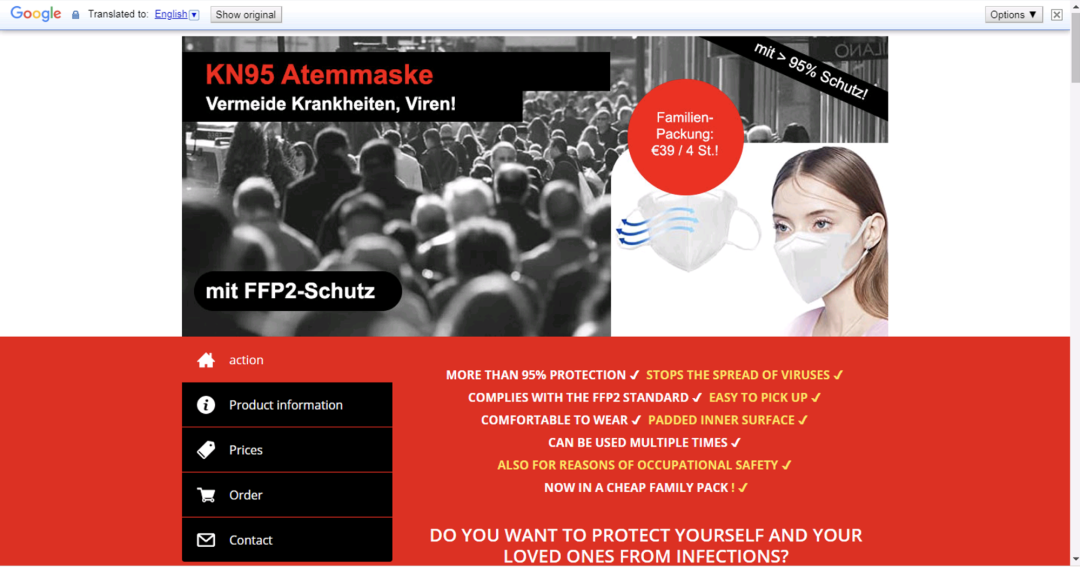 Google Translated to: English Show original Options ▼
KN95 Atemmaske
Vermeide Krankheiten, Viren!
mit > 95% Schutz!
Familien-
Packung:
€39 / 4 St.!
mit FFP2-Schutz
action
Product information
Prices
Order
Contact
MORE THAN 95% PROTECTION ✓ STOPS THE SPREAD OF VIRUSES ✓
COMPLIES WITH THE FFP2 STANDARD ✓ EASY TO PICK UP ✓
COMFORTABLE TO WEAR ✓ PADDED INNER SURFACE ✓
CAN BE USED MULTIPLE TIMES ✓
ALSO FOR REASONS OF OCCUPATIONAL SAFETY ✓
NOW IN A CHEAP FAMILY PACK ! ✓
DO YOU WANT TO PROTECT YOURSELF AND YOUR
LOVED ONES FROM INFECTIONS?